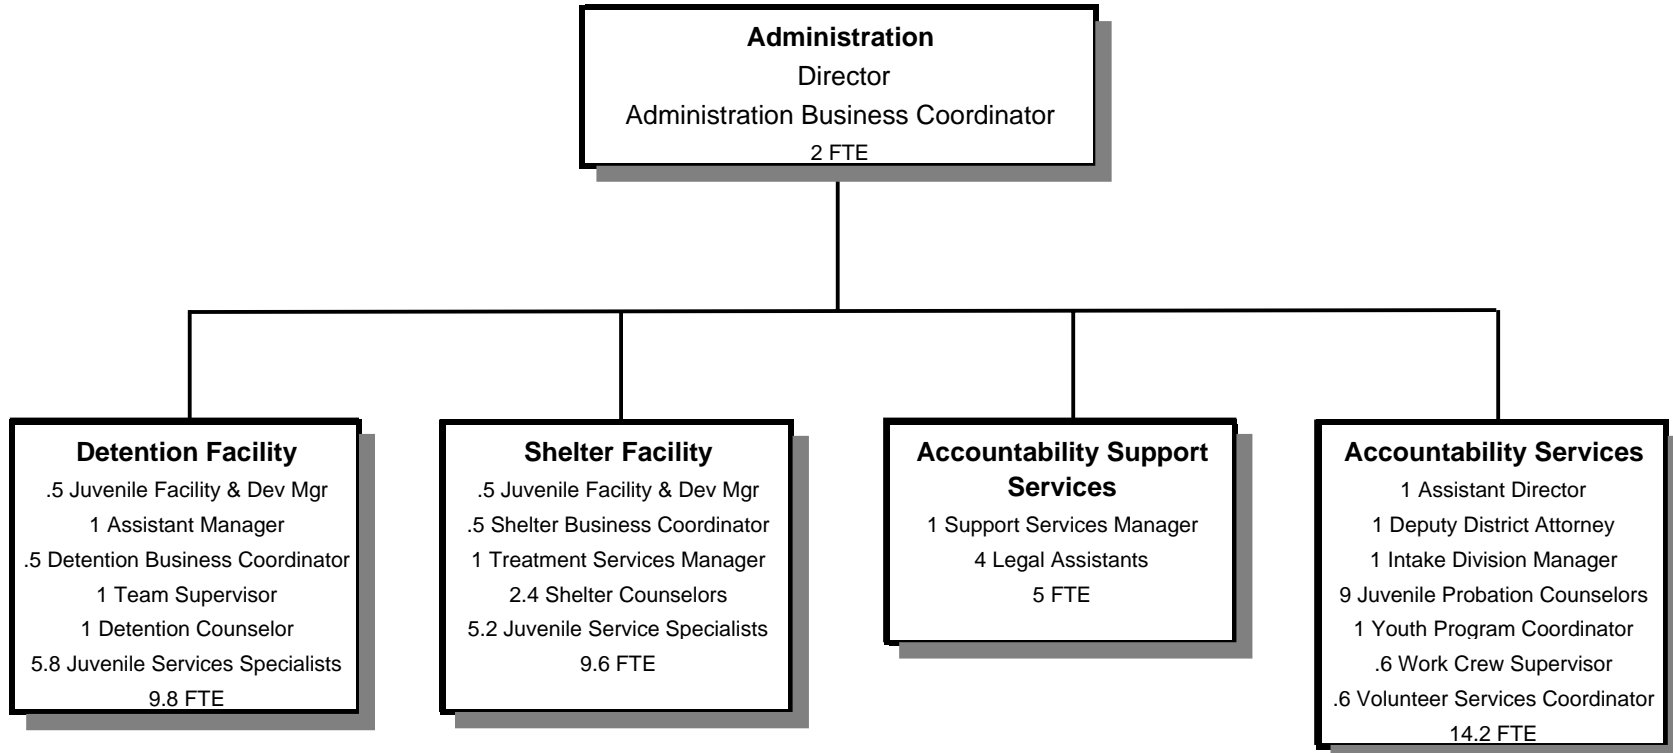 Administration
Director
Administration Business Coordinator
2 FTE
Detention Facility
.5 Juvenile Facility & Dev Mgr
1 Assistant Manager
.5 Detention Business Coordinator
1 Team Supervisor
1 Detention Counselor
5.8 Juvenile Services Specialists
9.8 FTE
Shelter Facility
.5 Juvenile Facility & Dev Mgr
.5 Shelter Business Coordinator
1 Treatment Services Manager
2.4 Shelter Counselors
5.2 Juvenile Service Specialists
9.6 FTE
Accountability Support
Services
1 Support Services Manager
4 Legal Assistants
5 FTE
Accountability Services
1 Assistant Director
1 Deputy District Attorney
1 Intake Division Manager
9 Juvenile Probation Counselors
1 Youth Program Coordinator
.6 Work Crew Supervisor
.6 Volunteer Services Coordinator
14.2 FTE